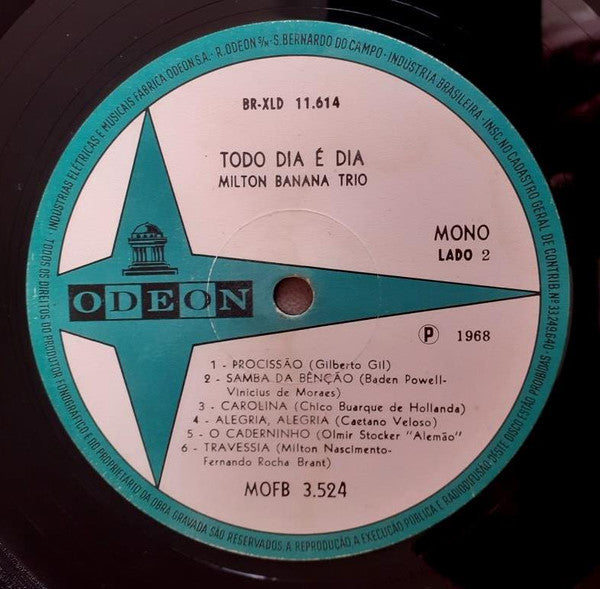 INDÚSTRIAS ELÉTRICAS E MUSICAIS FÁBRICA ODEON S.A. - R. ODEON S/N - S. BERNARDO DO CAMPO - INDÚSTRIA BRASILEIRA - INSC. NO CADASTRO GERAL DE CONTRIB. Nº 33.249.640
BR-XLD 11.614
TODO DIA É DIA
MILTON BANANA TRIO
MONO
LADO 2
ODEON
P 1968
1 - PROCISSÃO (Gilberto Gil)
2 - SAMBA DA BÊNÇÃO (Baden Powell-
Vinicius de Moraes)
3 - CAROLINA (Chico Buarque de Hollanda)
4 - ALEGRIA, ALEGRIA (Caetano Veloso)
5 - O CADERNINHO (Olmir Stocker "Alemão"
6 - TRAVESSIA (Milton Nascimento-
Fernando Rocha Brant)
MOFB 3.524
TODOS OS DIREITOS DO PRODUTOR FONOGRÁFICO E DO PROPRIETÁRIO DA OBRA GRAVADA SÃO RESERVADOS. A REPRODUÇÃO A EXECUÇÃO PÚBLICA E RADIODIFUSÃO DESTE DISCO ESTÃO PROIBIDAS